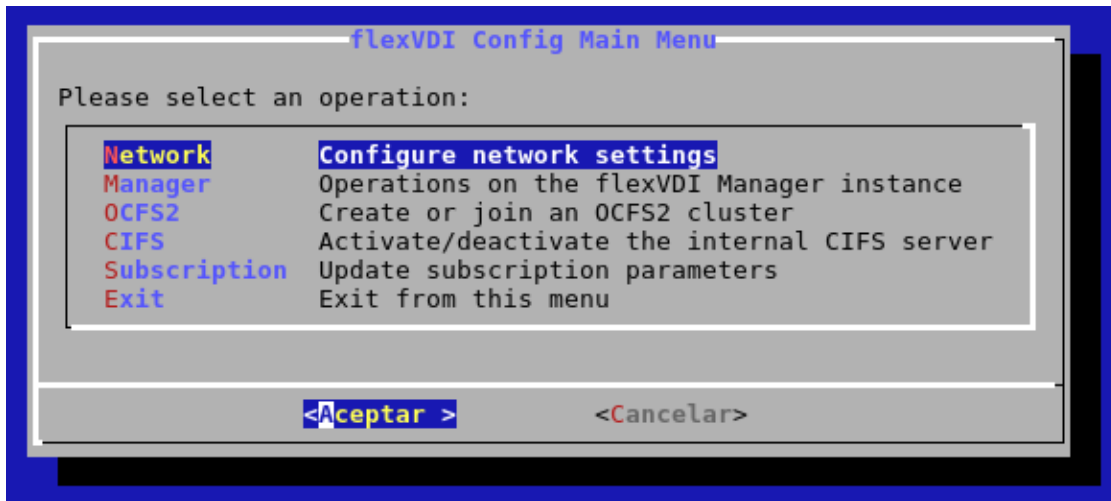 flexVDI Config Main Menu
Please select an operation:
Network Configure network settings
Manager Operations on the flexVDI Manager instance
OCFS2 Create or join an OCFS2 cluster
CIFS Activate/deactivate the internal CIFS server
Subscription Update subscription parameters
Exit Exit from this menu
<Aceptar > <Cancelar>